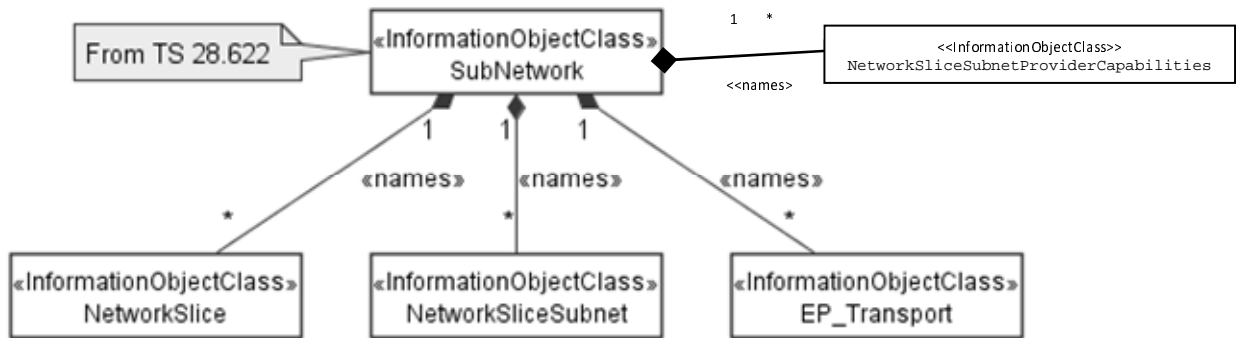 From TS 28.622
«InformationObjectClass»
SubNetwork
1 *
<<names>
<<InformationObjectClass>>
NetworkSliceSubnetProviderCapabilities
1
1
1
«names»
«names»
«names»
*
*
*
«InformationObjectClass»
NetworkSlice
«InformationObjectClass»
NetworkSliceSubnet
«InformationObjectClass»
EP_Transport